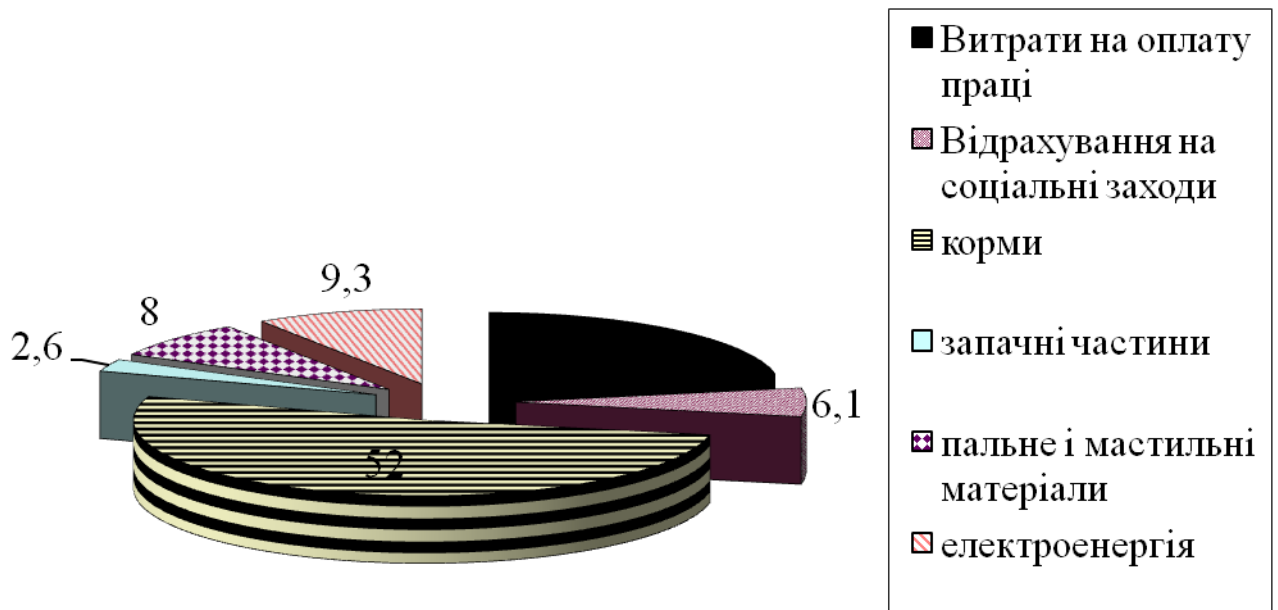 9,3
8
2,6
6,1
52
Витрати на оплату
праці
Відрахування на
соціальні заходи
корми
запачні частини
пальне і мастильні
матеріали
електроенергія